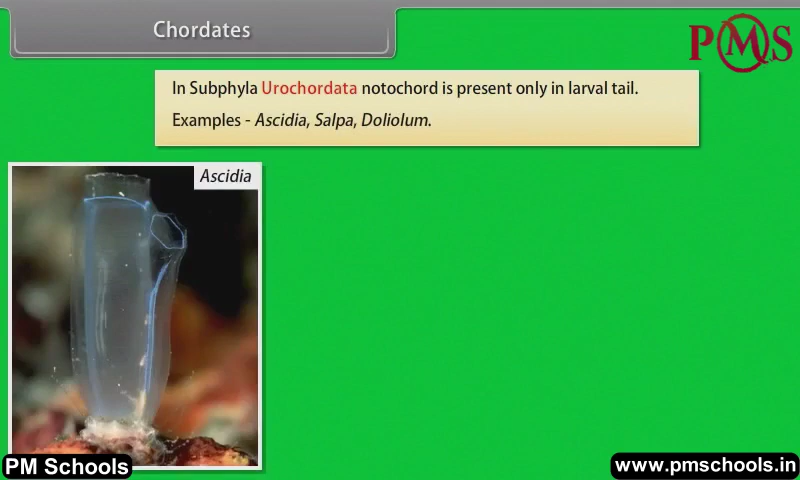 Chordates
PMS
In Subphyla Urochordata notochord is present only in larval tail.
Examples - Ascidia, Salpa, Doliolum.
Ascidia
PM Schools
www.pmschools.in